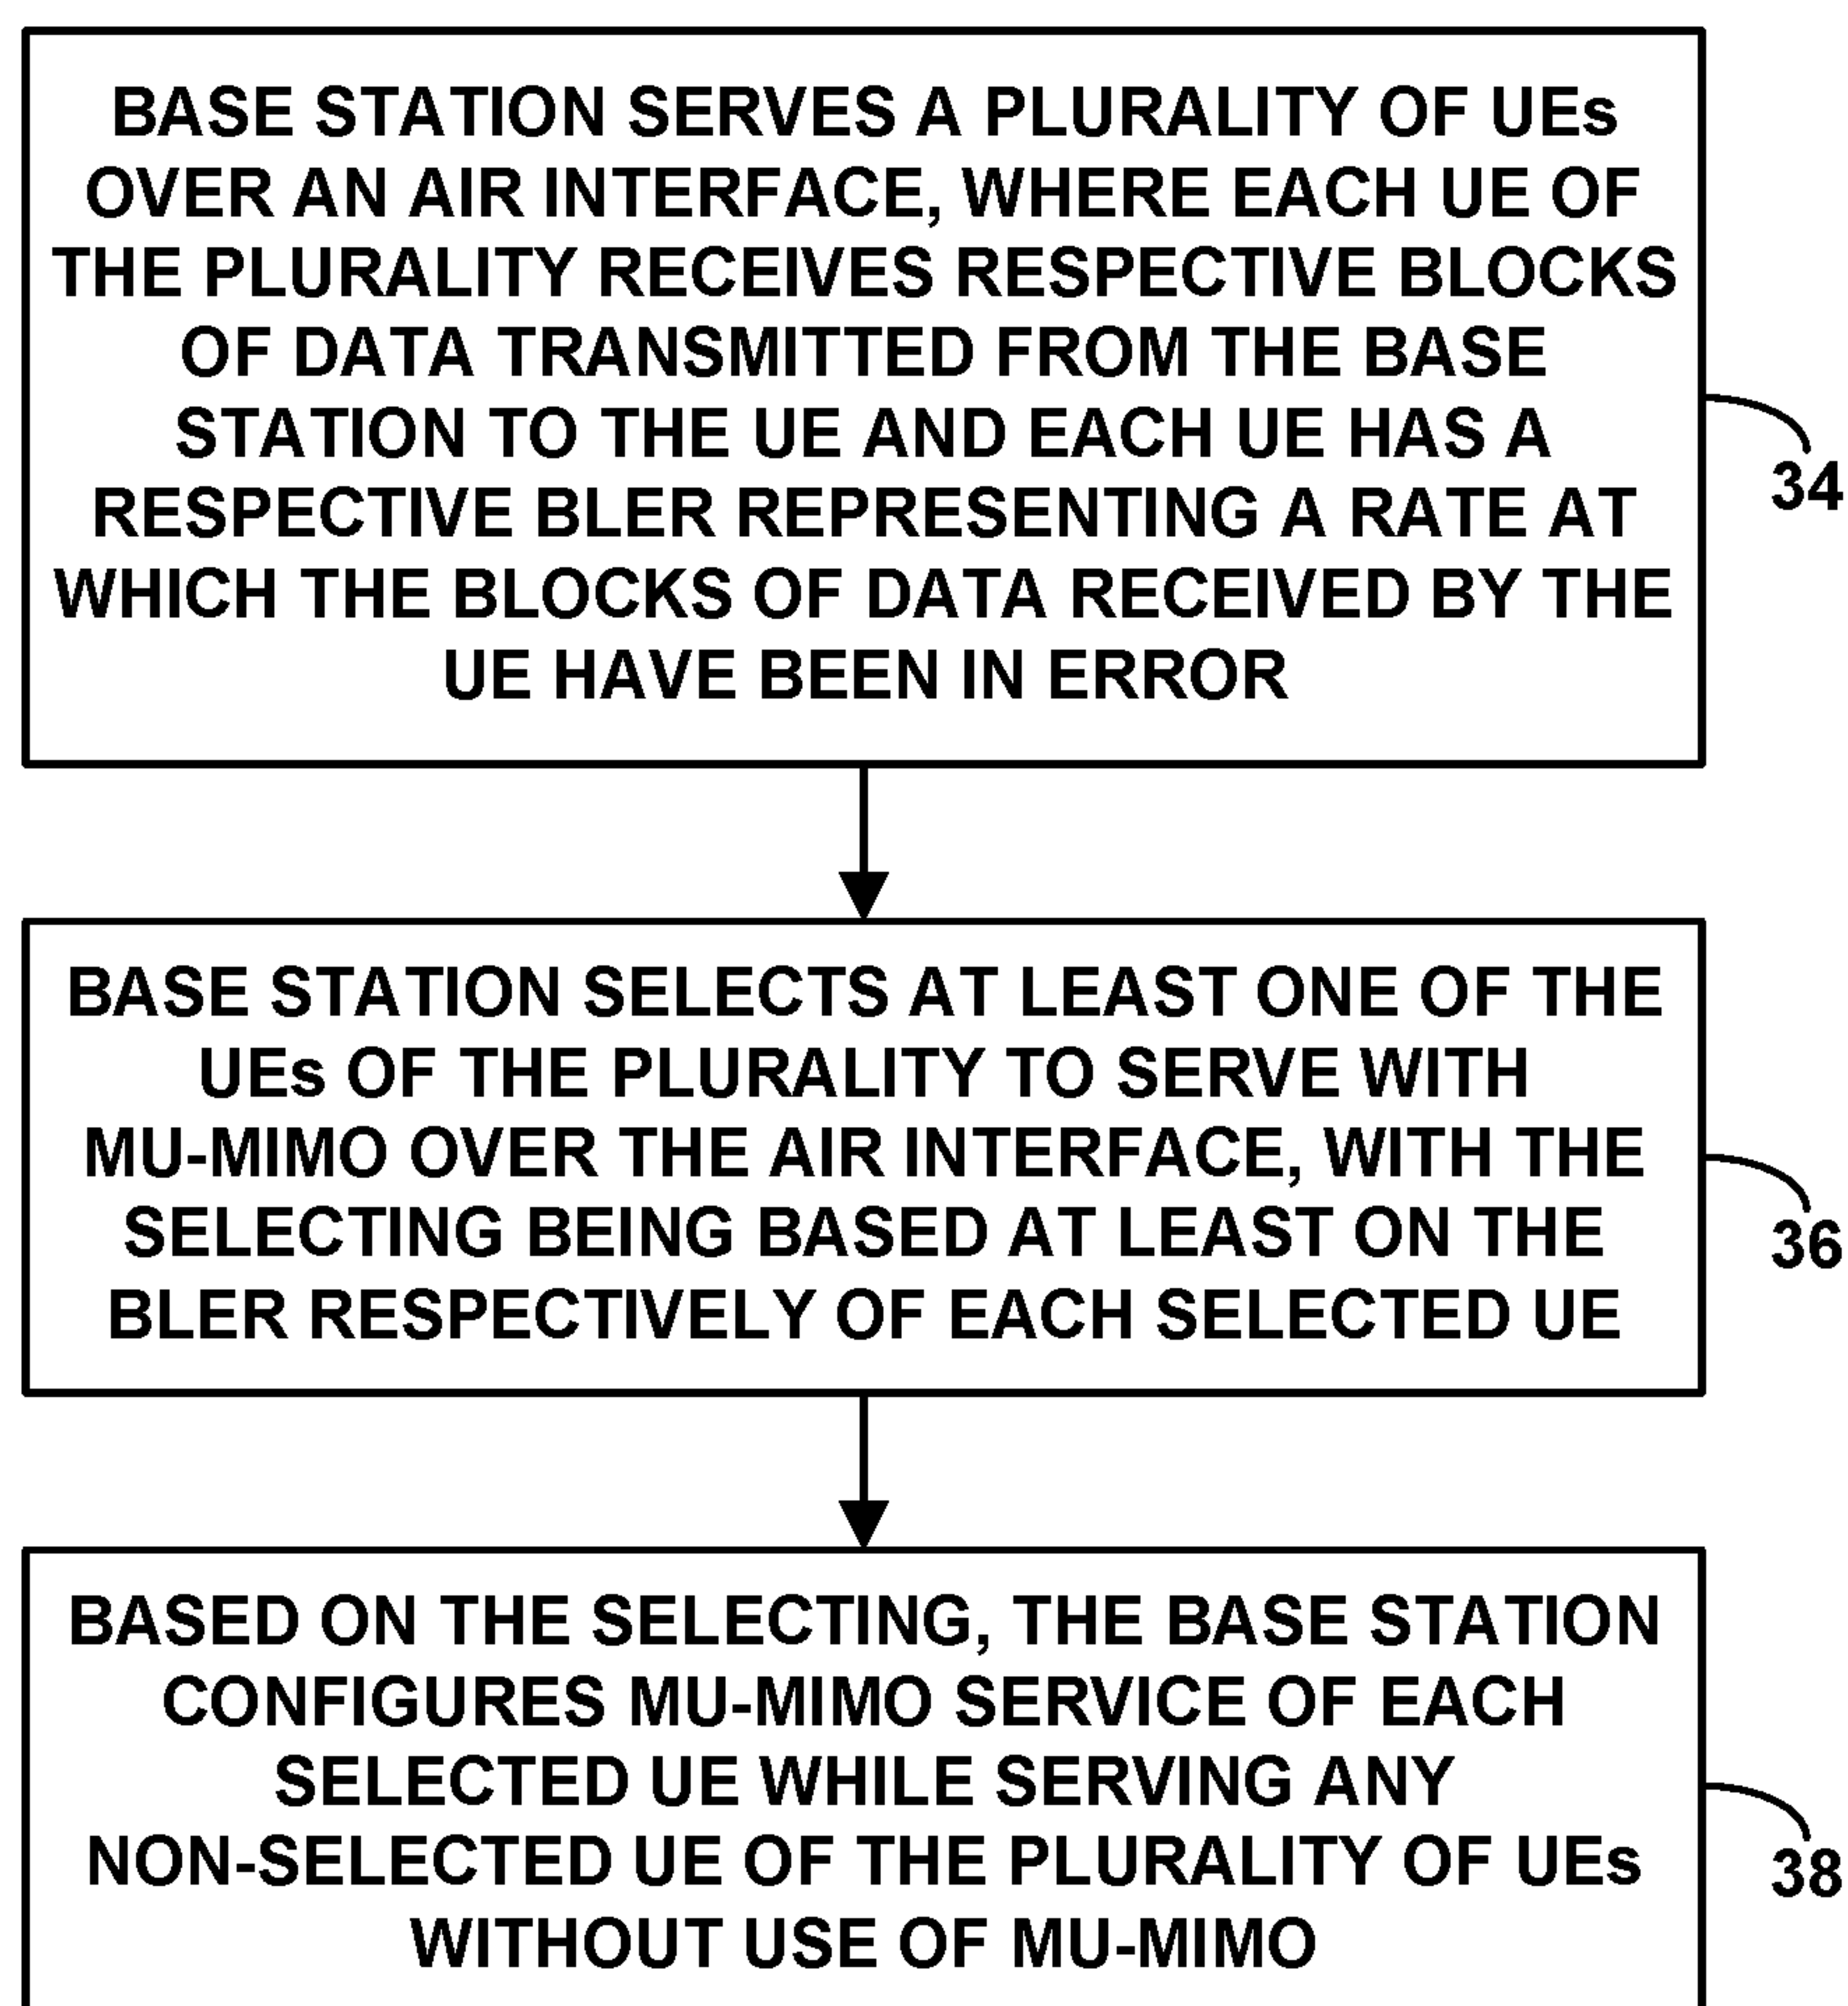 BASE STATION SERVES A PLURALITY OF UEs
OVER AN AIR INTERFACE, WHERE EACH UE OF
THE PLURALITY RECEIVES RESPECTIVE BLOCKS
OF DATA TRANSMITTED FROM THE BASE
STATION TO THE UE AND EACH UE HAS A
RESPECTIVE BLER REPRESENTING A RATE AT
WHICH THE BLOCKS OF DATA RECEIVED BY THE
UE HAVE BEEN IN ERROR
34
BASE STATION SELECTS AT LEAST ONE OF THE
UEs OF THE PLURALITY TO SERVE WITH
MU-MIMO OVER THE AIR INTERFACE, WITH THE
SELECTING BEING BASED AT LEAST ON THE
BLER RESPECTIVELY OF EACH SELECTED UE
36
BASED ON THE SELECTING, THE BASE STATION
CONFIGURES MU-MIMO SERVICE OF EACH
SELECTED UE WHILE SERVING ANY
NON-SELECTED UE OF THE PLURALITY OF UEs
WITHOUT USE OF MU-MIMO
38